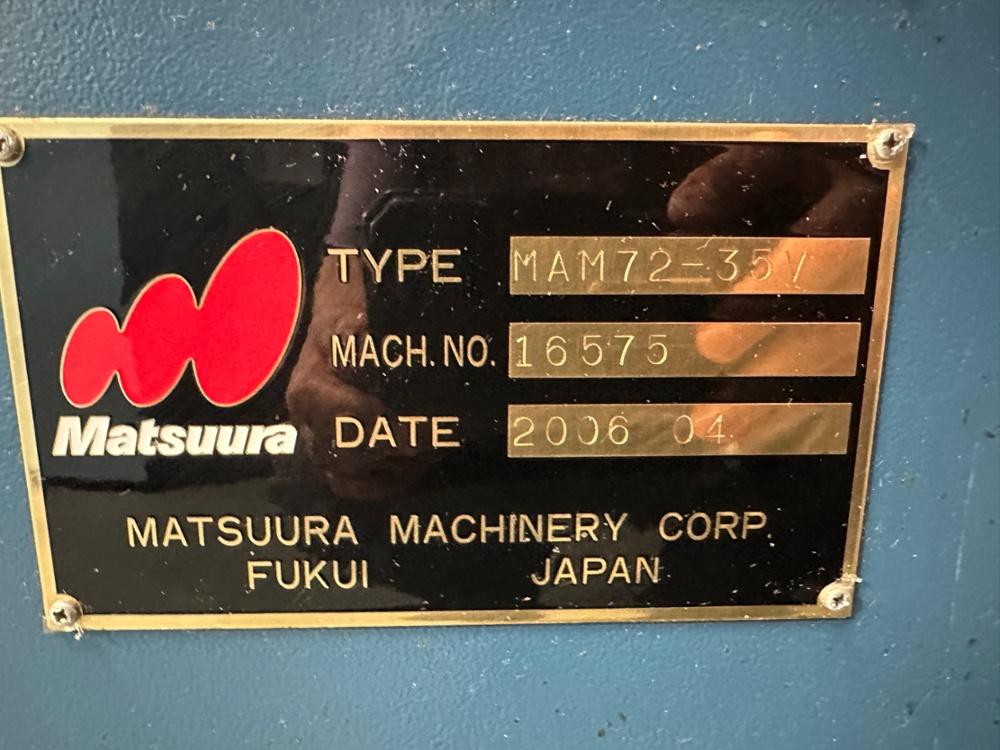 TYPE MAM72-35V
MACH. NO. 16575
Matsuura
DATE 2006 04
MATSUURA MACHINERY CORP.
FUKUI JAPAN